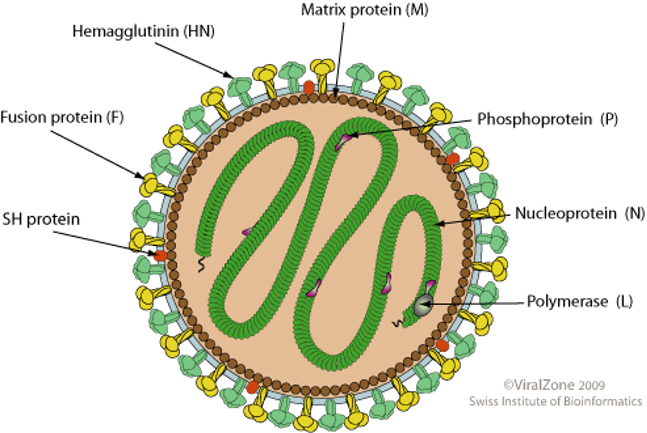 Matrix protein (M)
Hemagglutinin (HN)
Fusion protein (F)
Phosphoprotein (P)
SH protein
Nucleoprotein (N)
Polymerase (L)
©ViralZone 2009
Swiss Institute of Bioinformatics